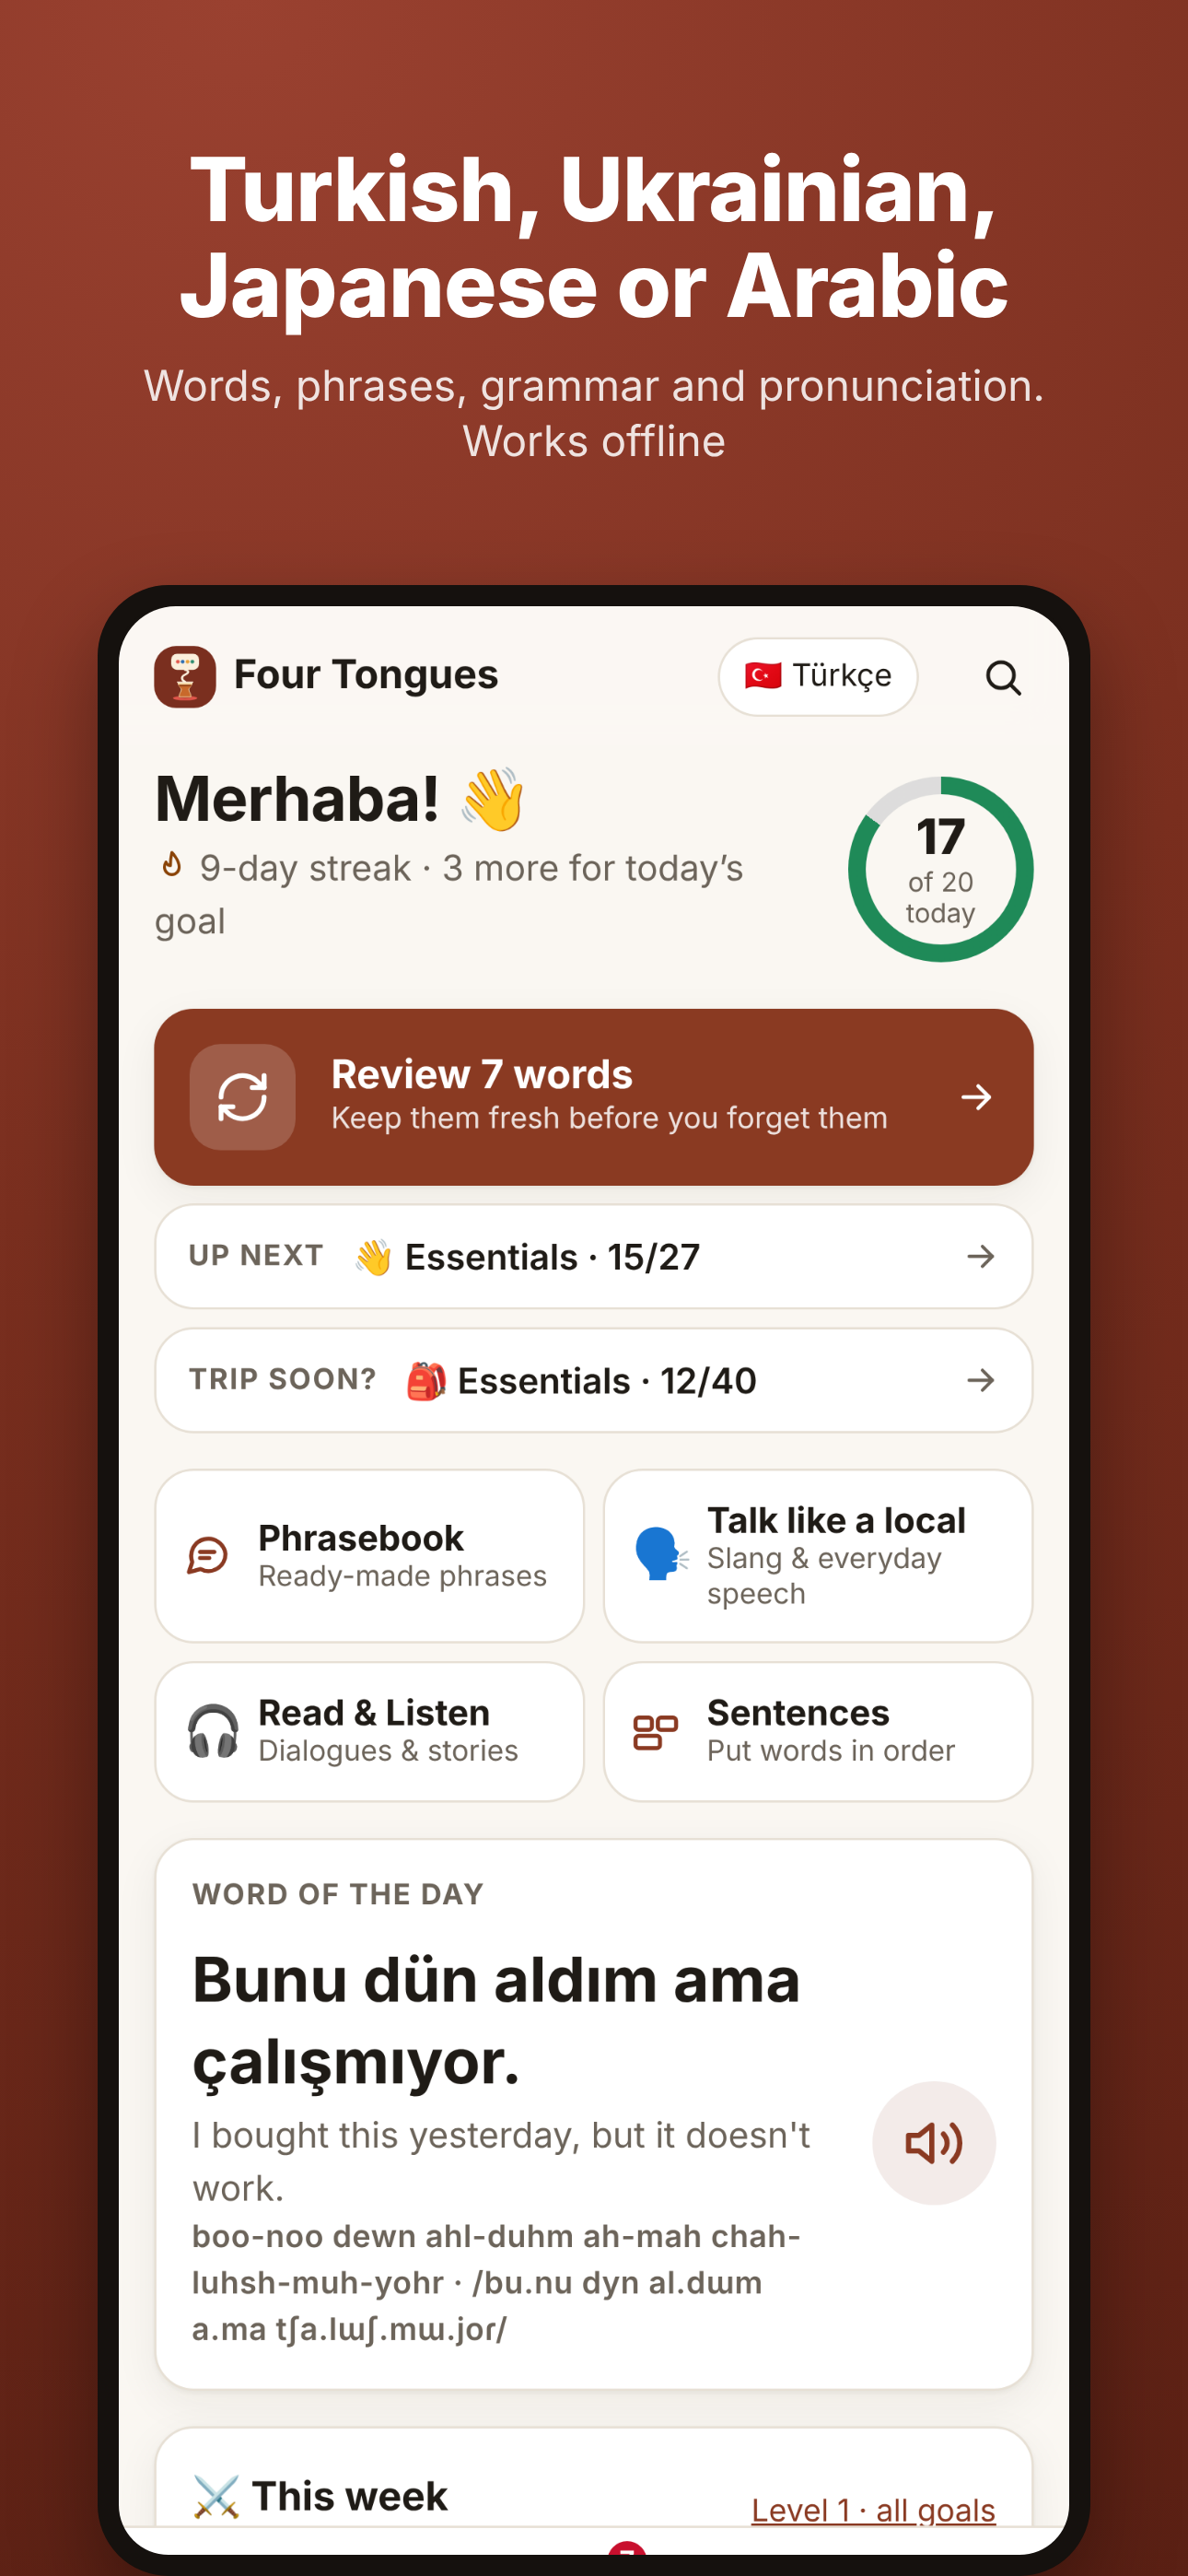 Turkish, Ukrainian,
Japanese or Arabic
Words, phrases, grammar and pronunciation.
Works offline
Four Tongues
Türkçe
Merhaba! 👋
9-day streak · 3 more for today’s
goal
17
of 20
today
Review 7 words
Keep them fresh before you forget them
UP NEXT 👋 Essentials · 15/27
TRIP SOON? 🎒 Essentials · 12/40
Phrasebook
Ready-made phrases
Talk like a local
Slang & everyday
speech
Read & Listen
Dialogues & stories
Sentences
Put words in order
WORD OF THE DAY
Bunu dün aldım ama
çalışmıyor.
I bought this yesterday, but it doesn't
work.
boo-noo dewn ahl-duhm ah-mah chah-
luhsh-muh-yohr · /bu.nu dyn al.dɯm
a.ma tʃa.lɯʃ.mɯ.joɾ/
⚔️ This week
Level 1 · all goals